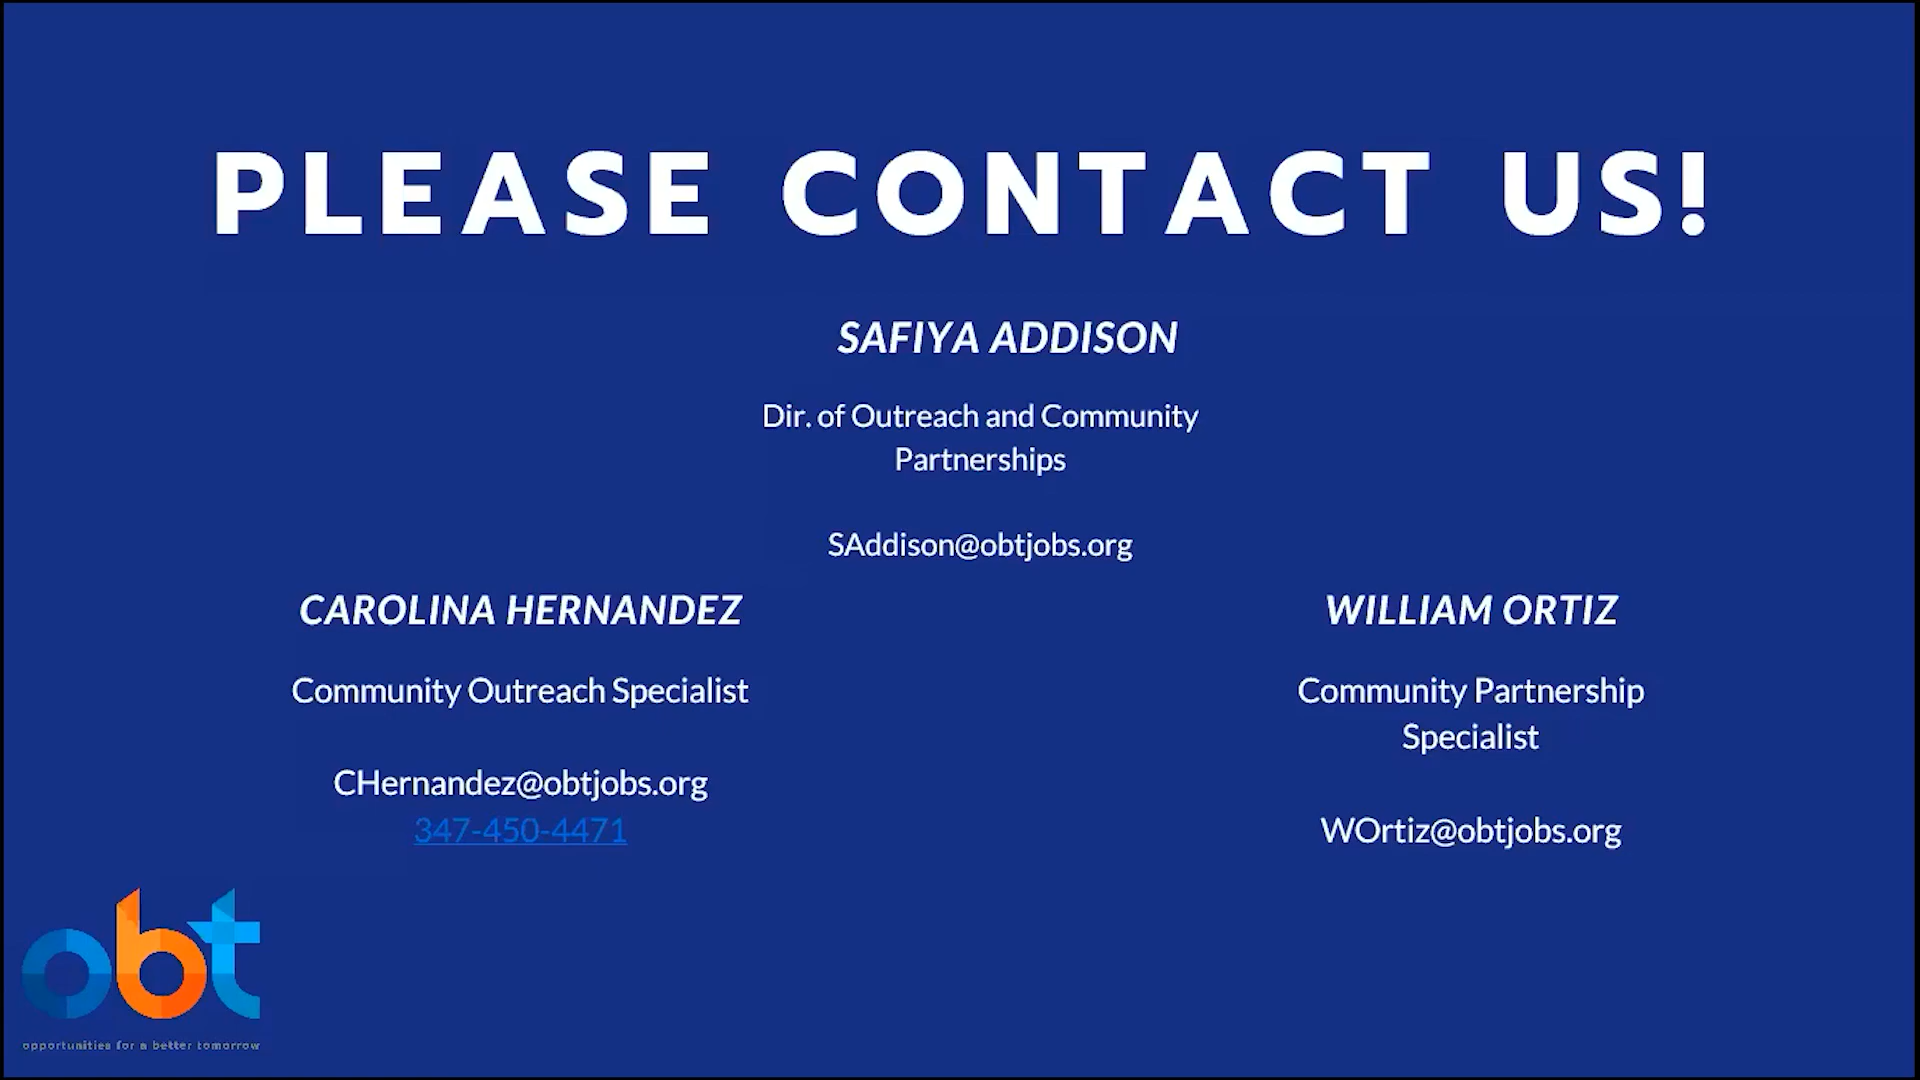 PLEASE CONTACT US!
SAFIYA ADDISON
Dir. of Outreach and Community
Partnerships
SAddison@obtjobs.org
CAROLINA HERNANDEZ
Community Outreach Specialist
CHernandez@obtjobs.org
347-450-4471
WILLIAM ORTIZ
Community Partnership
Specialist
WOrtiz@obtjobs.org
obt
opportunities for a better tomorrow